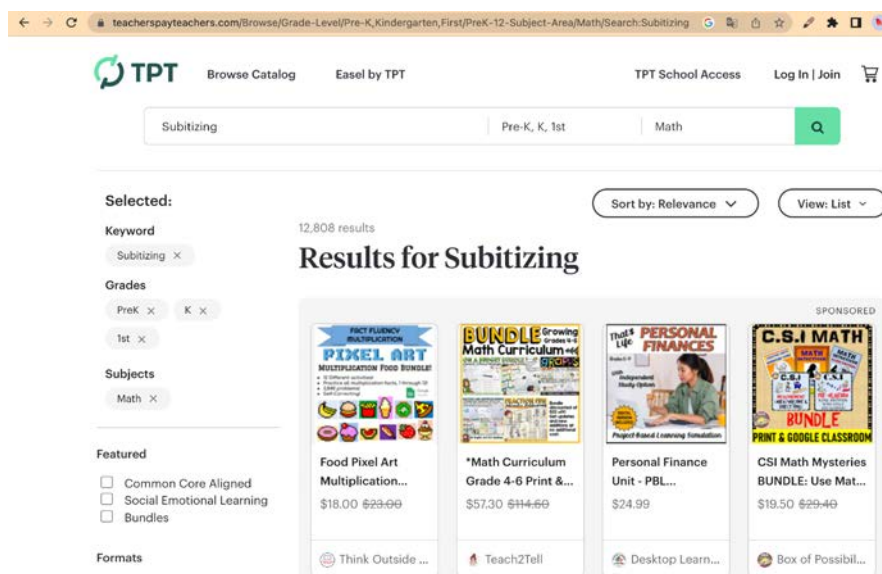 teacherspayteachers.com/Browse/Grade-Level/Pre-K,Kindergarten,First/PreK-12-Subject-Area/Math/Search:Subitizing
TPT
Browse Catalog
Easel by TPT
TPT School Access
Log In | Join
Subitizing
Pre-K, K, 1st
Math
Selected:
Sort by: Relevance
View: List
Keyword
Subitizing ×
12,808 results
Results for Subitizing
Grades
PreK ×
K ×
1st ×
Subjects
Math ×
Featured
Common Core Aligned
Social Emotional Learning
Bundles
Formats
SPONSORED
FACT FLUENCY
MULTIPLICATION
PIXEL ART
MULTIPLICATION FOOD BUNDLE!
Food Pixel Art
Multiplication...
$18.00 $23.00
Think Outside ...
BUNDLE Growing
Math Curriculum
*Math Curriculum
Grade 4-6 Print &...
$57.30 $114.60
Teach2Tell
That's Life
PERSONAL
FINANCES
Independent
Study Option
Project-Based Learning Simulation
Personal Finance
Unit - PBL...
$24.99
Desktop Learn...
C.S.I MATH
BUNDLE
PRINT & GOOGLE CLASSROOM
CSI Math Mysteries
BUNDLE: Use Mat...
$19.50 $29.40
Box of Possibil...